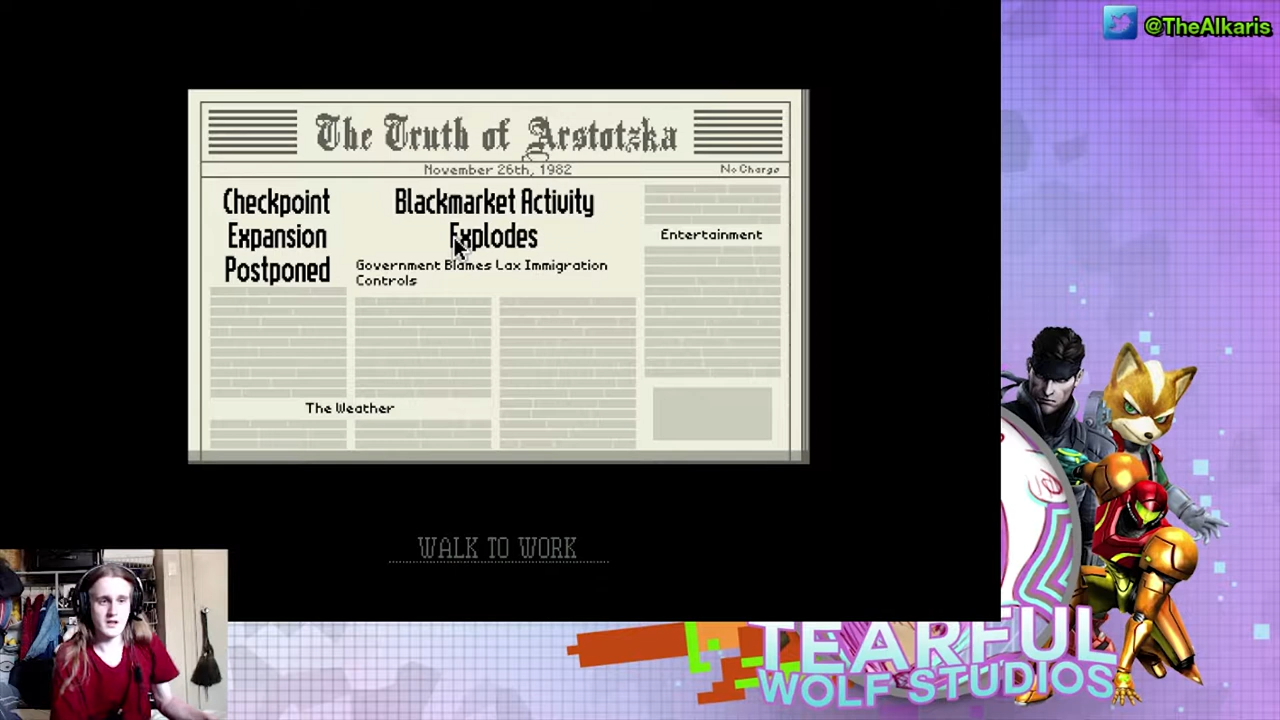 @TheAlkaris
The Truth of Arstotzka
November 26th, 1982
No Charge
Checkpoint
Expansion
Postponed
Blackmarket Activity
Explodes
Government Blames Lax Immigration
Controls
Entertainment
The Weather
WALK TO WORK
TEARFUL
WOLF STUDIOS